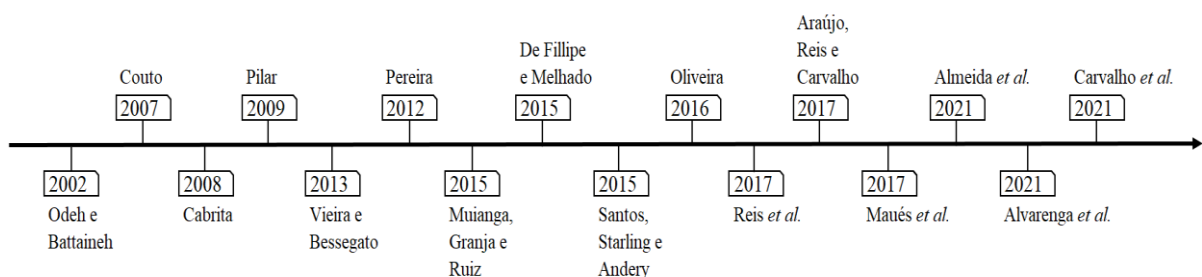 Araújo,
Reis e
Carvalho
De Fillipe
e Melhado
Couto
Pilar
Pereira
Oliveira
Almeida et al.
Carvalho et al.
2007
2009
2012
2015
2016
2017
2021
2021
2002
2008
2013
2015
2015
2017
2017
2021
Odeh e
Battaineh
Cabrita
Vieira e
Bessegato
Muianga,
Granja e
Ruiz
Santos,
Starling e
Andery
Reis et al.
Maués et al.
Alvarenga et al.